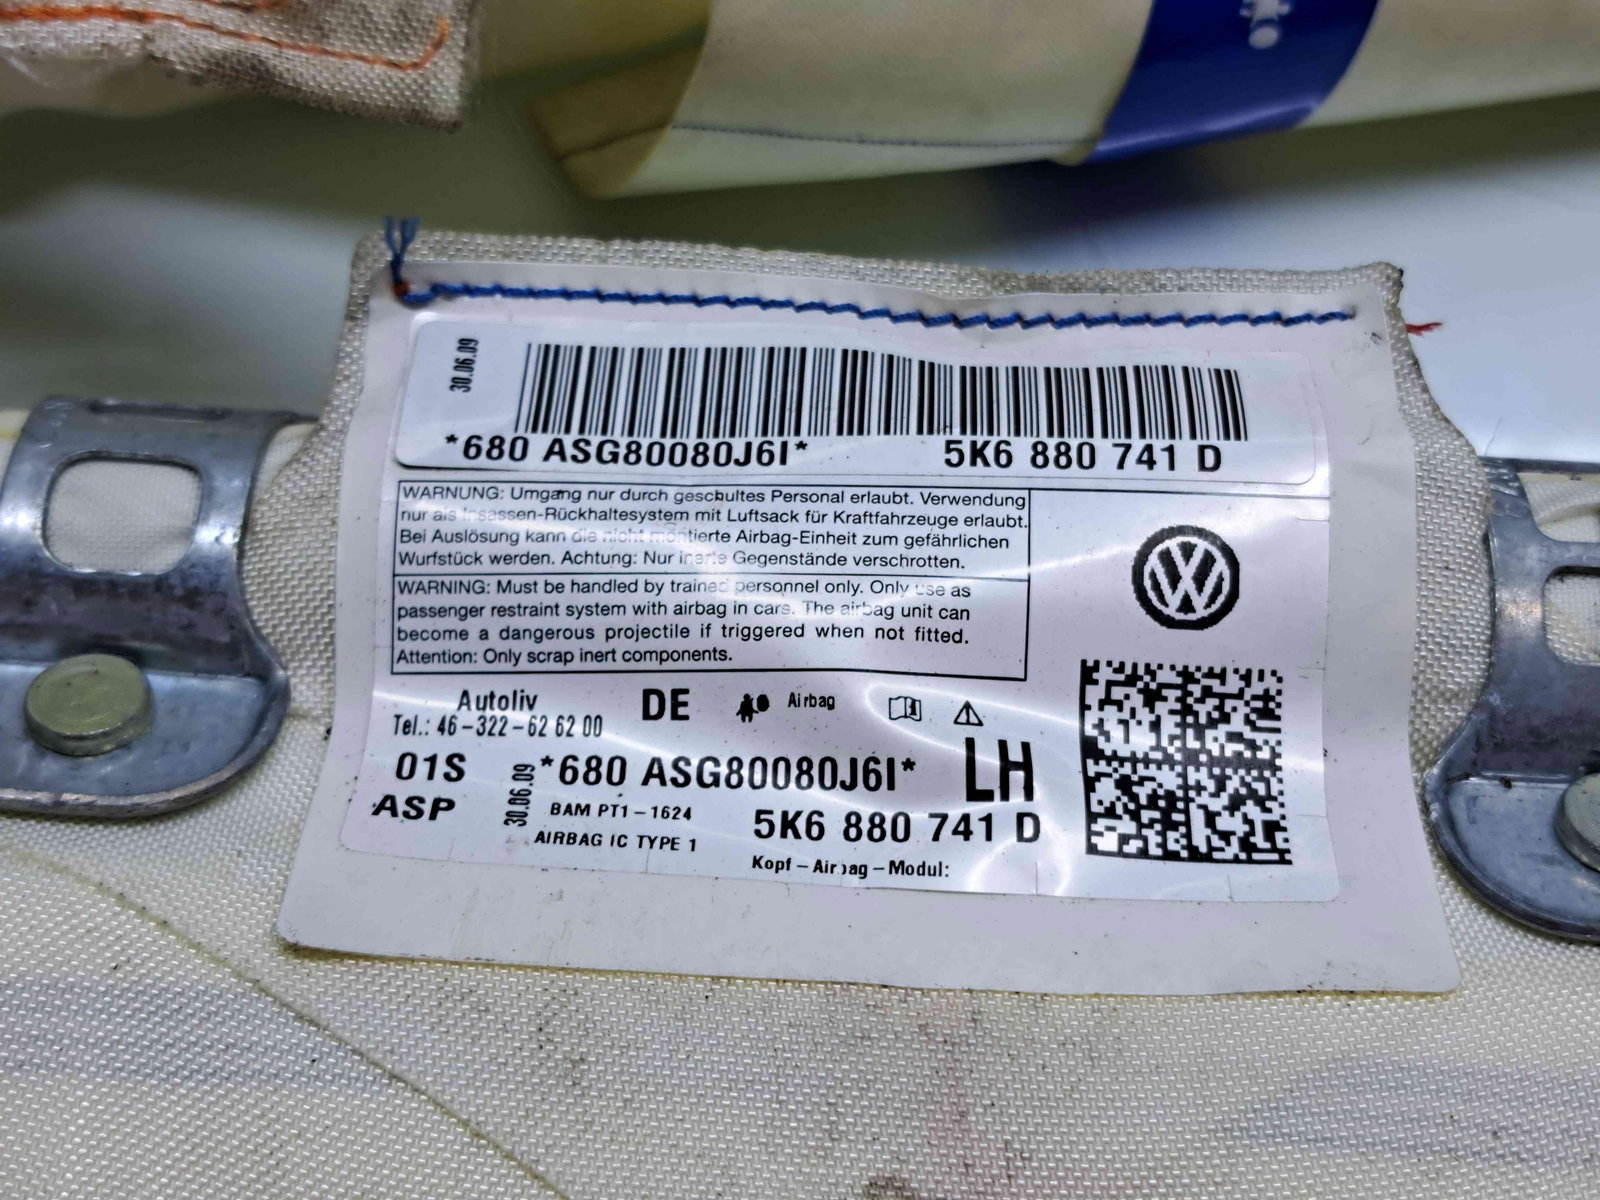 30.06.09
*680 ASG80080J6I* 5K6 880 741 D
WARNUNG: Umgang nur durch geschultes Personal erlaubt. Verwendung
nur als Insassen-Rückhaltesystem mit Luftsack für Kraftfahrzeuge erlaubt.
Bei Auslösung kann die nicht montierte Airbag-Einheit zum gefährlichen
Wurfstück werden. Achtung: Nur inerte Gegenstände verschrotten.
WARNING: Must be handled by trained personnel only. Only use as
passenger restraint system with airbag in cars. The airbag unit can
become a dangerous projectile if triggered when not fitted.
Attention: Only scrap inert components.
Autoliv DE Airbag
Tel.: 46-322-62 62 00
01S 30.06.09 *680 ASG80080J6I* LH
ASP BAM PT1-1624 5K6 880 741 D
AIRBAG IC TYPE 1
Kopf-Airbag-Modul: